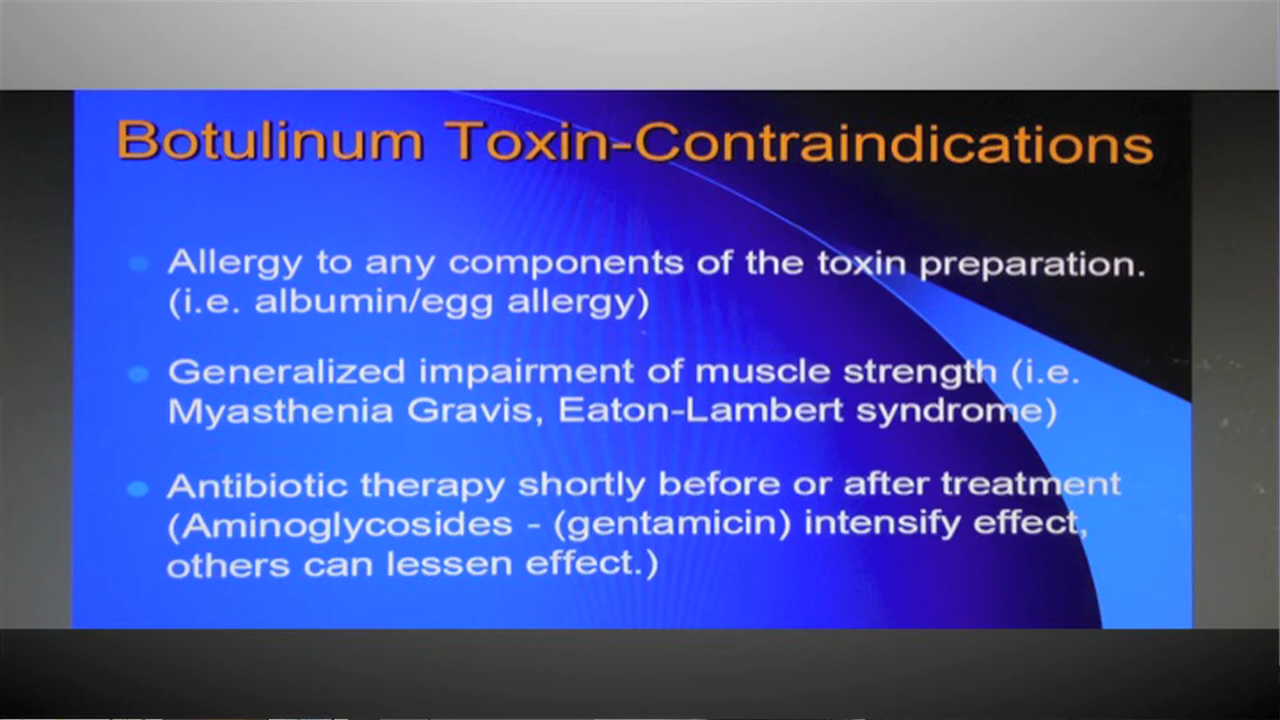 Botulinum Toxin-Contraindications
Allergy to any components of the toxin preparation.
(i.e. albumin/egg allergy)
Generalized impairment of muscle strength (i.e.
Myasthenia Gravis, Eaton-Lambert syndrome)
Antibiotic therapy shortly before or after treatment
(Aminoglycosides - (gentamicin) intensify effect,
others can lessen effect.)